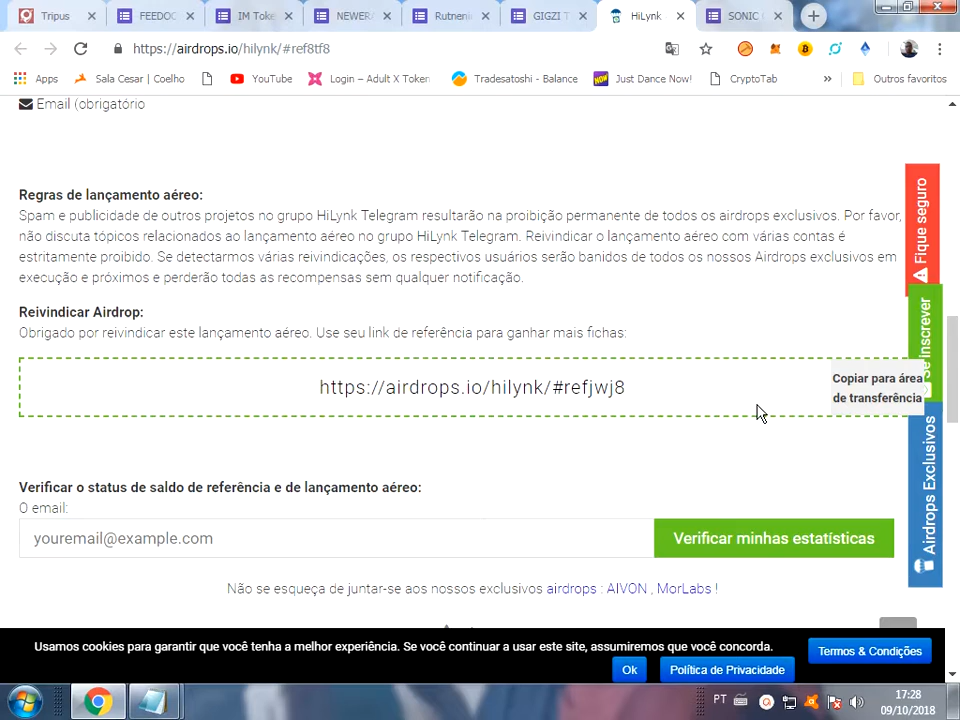 Tripus
FEEDOC
IM Toke
NEWER
Rutneri
GIGZI T
HiLynk
SONIC
https://airdrops.io/hilynk/#ref8tf8
Apps
Sala Cesar | Coelho
YouTube
Login – Adult X Token
Tradesatoshi - Balance
NOW
Just Dance Now!
CryptoTab
»
Outros favoritos
Email (obrigatório
Regras de lançamento aéreo:
Spam e publicidade de outros projetos no grupo HiLynk Telegram resultarão na proibição permanente de todos os airdrops exclusivos. Por favor,
não discuta tópicos relacionados ao lançamento aéreo no grupo HiLynk Telegram. Reivindicar o lançamento aéreo com várias contas é
estritamente proibido. Se detectarmos várias reivindicações, os respectivos usuários serão banidos de todos os nossos Airdrops exclusivos em
execução e próximos e perderão todas as recompensas sem qualquer notificação.
Reivindicar Airdrop:
Obrigado por reivindicar este lançamento aéreo. Use seu link de referência para ganhar mais fichas:
https://airdrops.io/hilynk/#refjwj8
Copiar para área
de transferência
Fique seguro
Se inscrever
Airdrops Exclusivos
Verificar o status de saldo de referência e de lançamento aéreo:
O email:
youremail@example.com
Verificar minhas estatísticas
Não se esqueça de juntar-se aos nossos exclusivos airdrops : AIVON , MorLabs !
Usamos cookies para garantir que você tenha a melhor experiência. Se você continuar a usar este site, assumiremos que você concorda.
Termos & Condições
Ok
Política de Privacidade
PT
17:28
09/10/2018